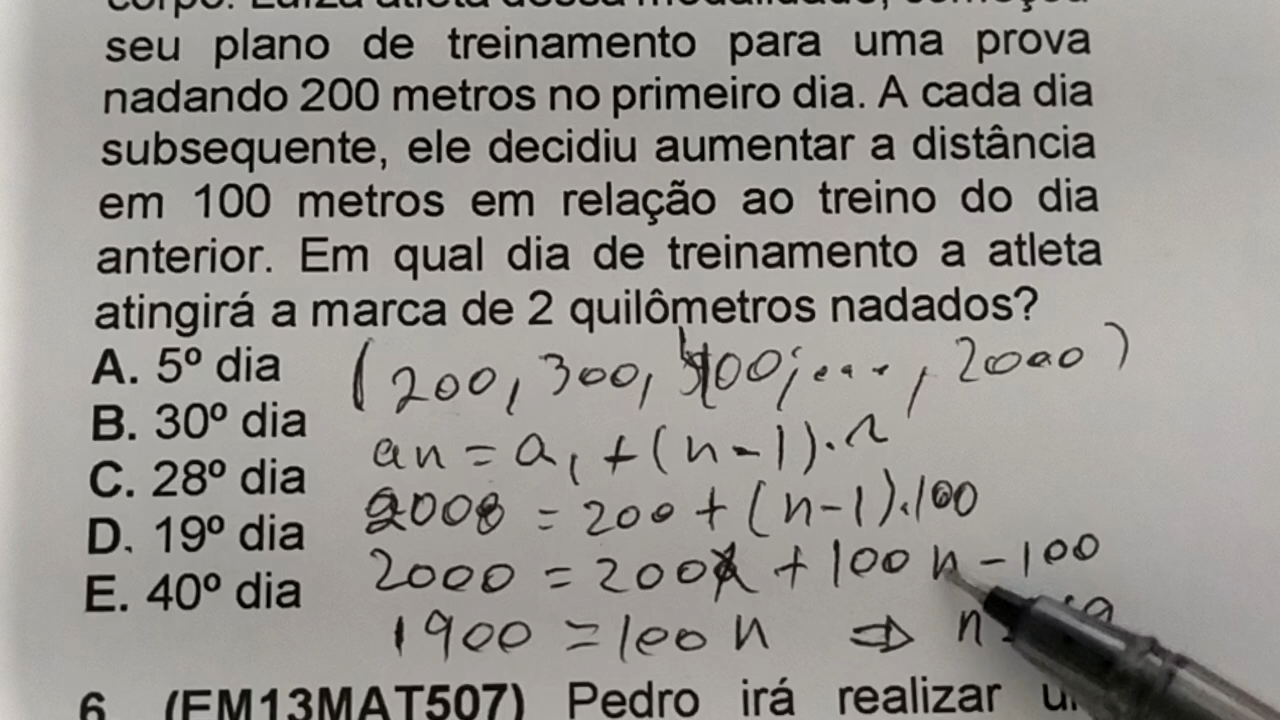 seu plano de treinamento para uma prova
nadando 200 metros no primeiro dia. A cada dia
subsequente, ele decidiu aumentar a distância
em 100 metros em relação ao treino do dia
anterior. Em qual dia de treinamento a atleta
atingirá a marca de 2 quilômetros nadados?
A. 5º dia
B. 30º dia
C. 28º dia
D. 19º dia
E. 40º dia
(200, 300, 400, ..., 2000)
an = a1 + (n-1).r
2000 = 200 + (n-1).100
2000 = 200 + 100n - 100
1900 = 100n ⇒ n
6 (EM13MAT507) Pedro irá realizar